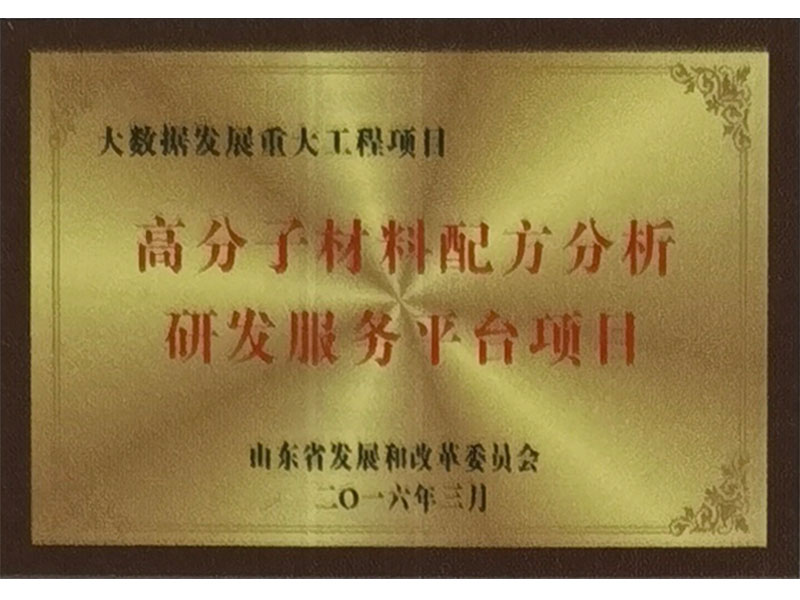 大数据发展重大工程项目
高分子材料配方分析
研发服务平台项目
山东省发展和改革委员会
二〇一六年三月